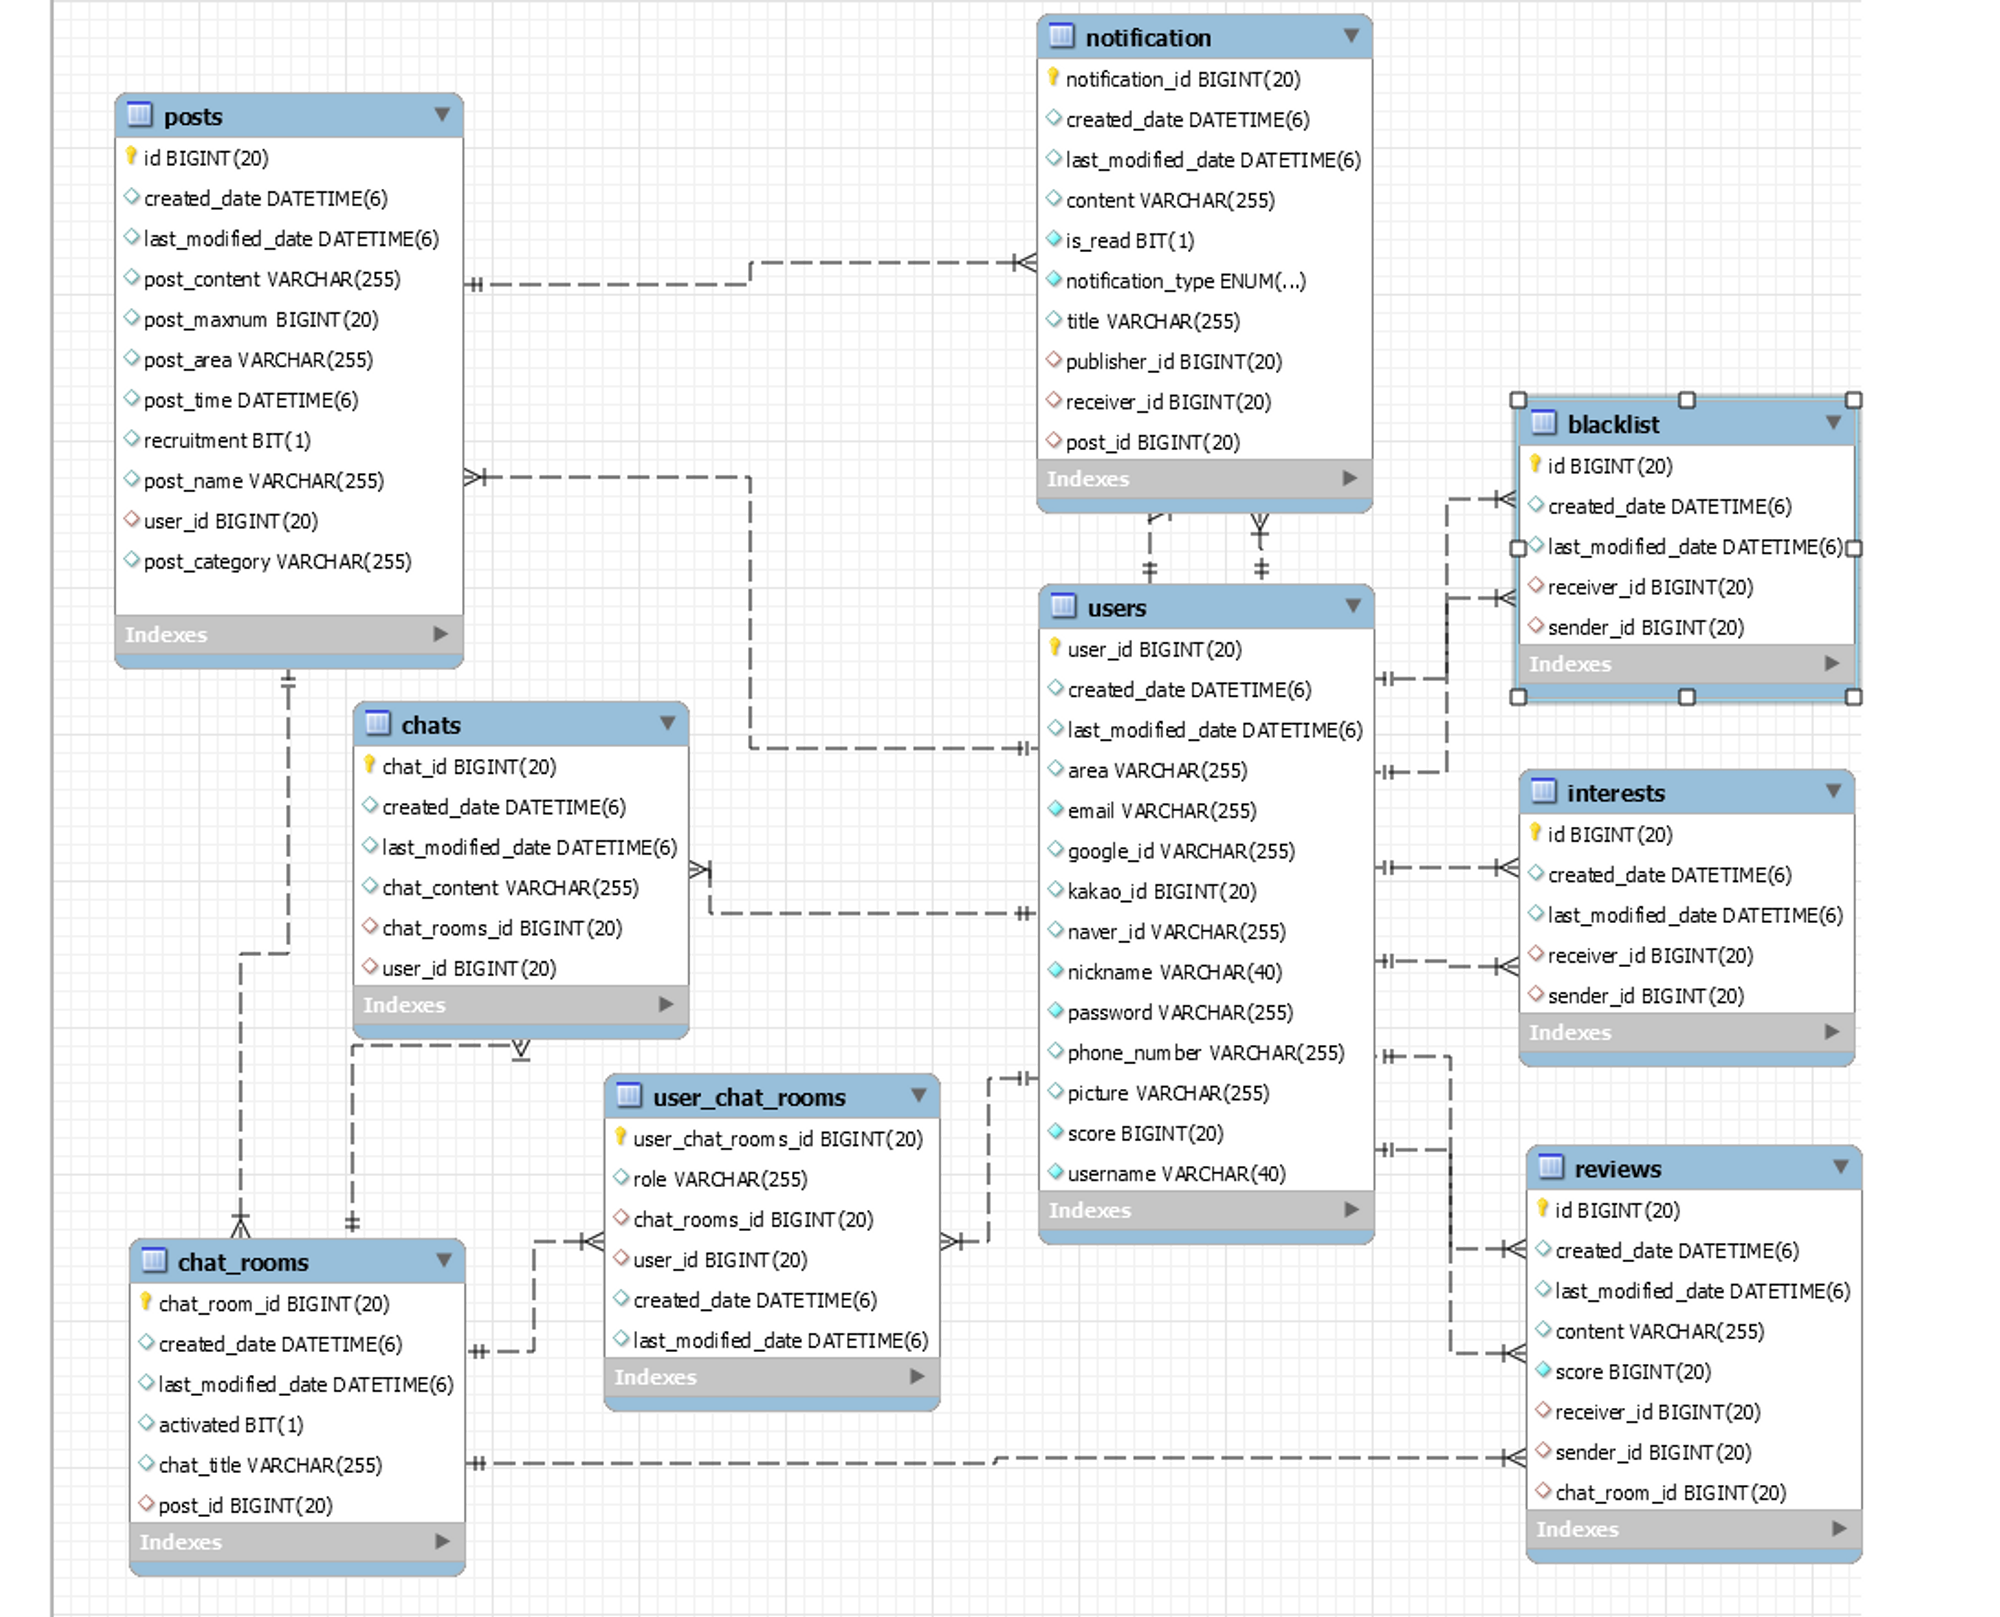 notification
notification_id BIGINT(20)
created_date DATETIME(6)
last_modified_date DATETIME(6)
content VARCHAR(255)
is_read BIT(1)
notification_type ENUM(...)
title VARCHAR(255)
publisher_id BIGINT(20)
receiver_id BIGINT(20)
post_id BIGINT(20)
Indexes
posts
id BIGINT(20)
created_date DATETIME(6)
last_modified_date DATETIME(6)
post_content VARCHAR(255)
post_maxnum BIGINT(20)
post_area VARCHAR(255)
post_time DATETIME(6)
recruitment BIT(1)
post_name VARCHAR(255)
user_id BIGINT(20)
post_category VARCHAR(255)
Indexes
blacklist
id BIGINT(20)
created_date DATETIME(6)
last_modified_date DATETIME(6)
receiver_id BIGINT(20)
sender_id BIGINT(20)
Indexes
users
user_id BIGINT(20)
created_date DATETIME(6)
last_modified_date DATETIME(6)
area VARCHAR(255)
email VARCHAR(255)
google_id VARCHAR(255)
kakao_id BIGINT(20)
naver_id VARCHAR(255)
nickname VARCHAR(40)
password VARCHAR(255)
phone_number VARCHAR(255)
picture VARCHAR(255)
score BIGINT(20)
username VARCHAR(40)
Indexes
chats
chat_id BIGINT(20)
created_date DATETIME(6)
last_modified_date DATETIME(6)
chat_content VARCHAR(255)
chat_rooms_id BIGINT(20)
user_id BIGINT(20)
Indexes
interests
id BIGINT(20)
created_date DATETIME(6)
last_modified_date DATETIME(6)
receiver_id BIGINT(20)
sender_id BIGINT(20)
Indexes
user_chat_rooms
user_chat_rooms_id BIGINT(20)
role VARCHAR(255)
chat_rooms_id BIGINT(20)
user_id BIGINT(20)
created_date DATETIME(6)
last_modified_date DATETIME(6)
Indexes
reviews
id BIGINT(20)
created_date DATETIME(6)
last_modified_date DATETIME(6)
content VARCHAR(255)
score BIGINT(20)
receiver_id BIGINT(20)
sender_id BIGINT(20)
chat_room_id BIGINT(20)
Indexes
chat_rooms
chat_room_id BIGINT(20)
created_date DATETIME(6)
last_modified_date DATETIME(6)
activated BIT(1)
chat_title VARCHAR(255)
post_id BIGINT(20)
Indexes